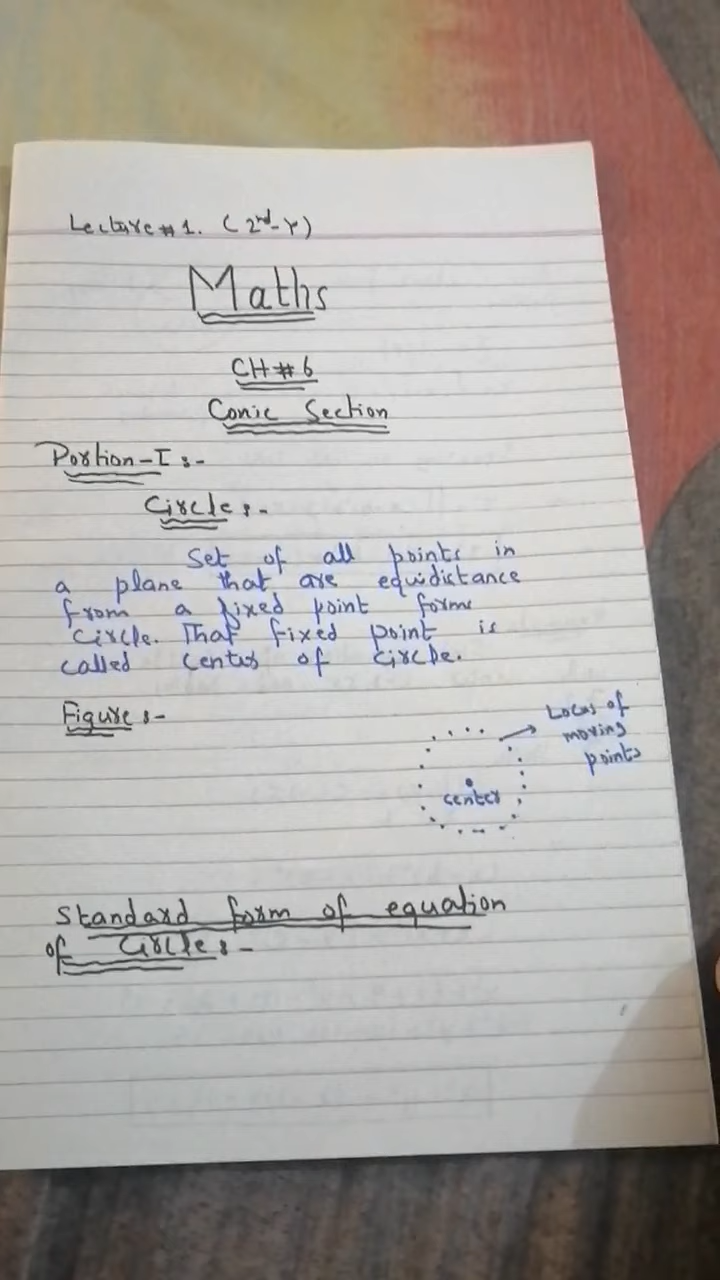 Lecture # 1. (2nd-Y)
Maths
CH # 6
Conic Section
Portion-I :-
Circle :-
Set of all points in
a plane that are equidistance
from a fixed point forms
circle. That fixed point is
called center of circle.
Figure :-
Locus of
moving
points
center
Standard form of equation
of Circle :-